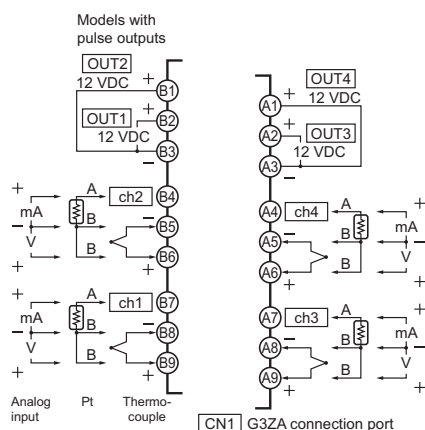 Models with
pulse outputs
OUT2
12 VDC
+
B1
OUT1
+
B2
12 VDC
−
B3
B4
A
ch2
+
mA
−
B
−
B5
V
B
+
B6
+
B7
A
ch1
+
mA
−
B
−
B8
V
B
+
B9
+
Analog
input
Pt
Thermo-
couple
OUT4
+
12 VDC
A1
+
A2
OUT3
12 VDC
−
A3
A4
ch4
A
+
mA
A5
−
B
−
V
A6
+
B
+
A7
ch3
A
+
mA
A8
−
B
−
V
A9
+
B
+
CN1 G3ZA connection port